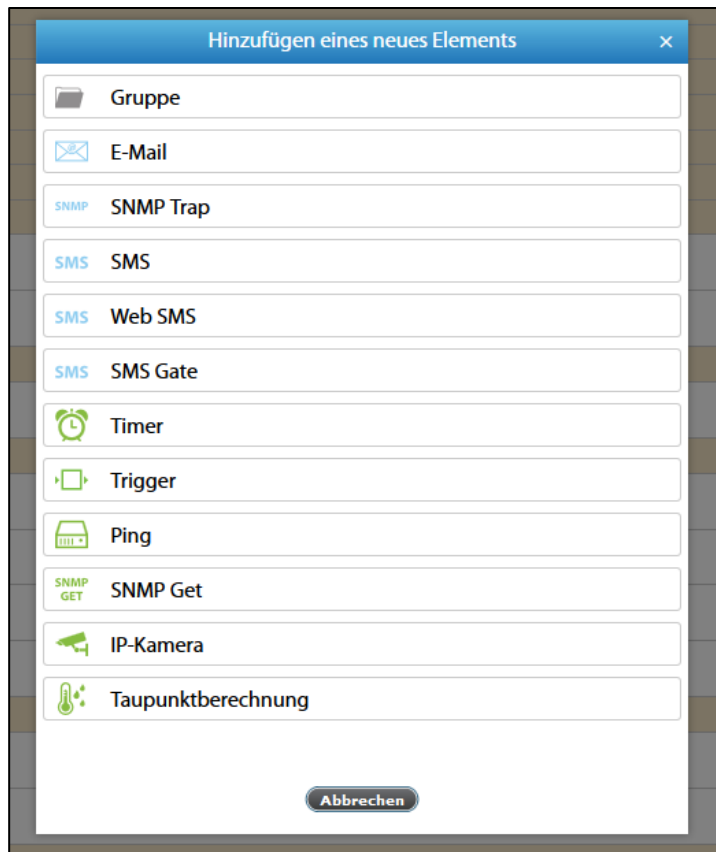 Hinzufügen eines neues Elements ×
Gruppe
E-Mail
SNMP SNMP Trap
SMS SMS
SMS Web SMS
SMS SMS Gate
Timer
Trigger
Ping
SNMP GET SNMP Get
IP-Kamera
Taupunktberechnung
Abbrechen